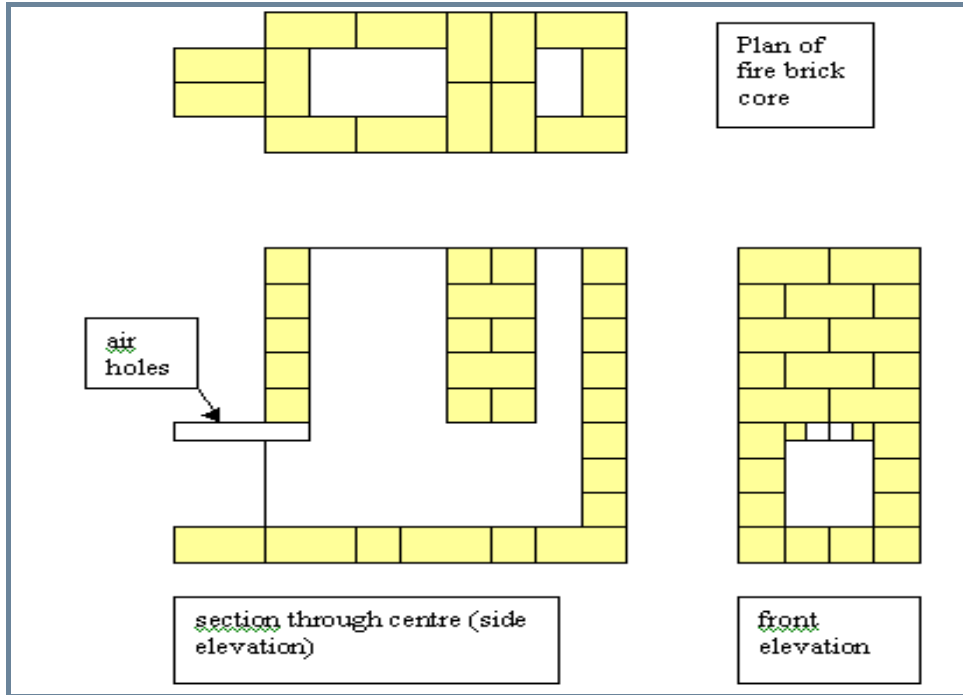 Plan of
fire brick
core
air
holes
section through centre (side
elevation)
front
elevation